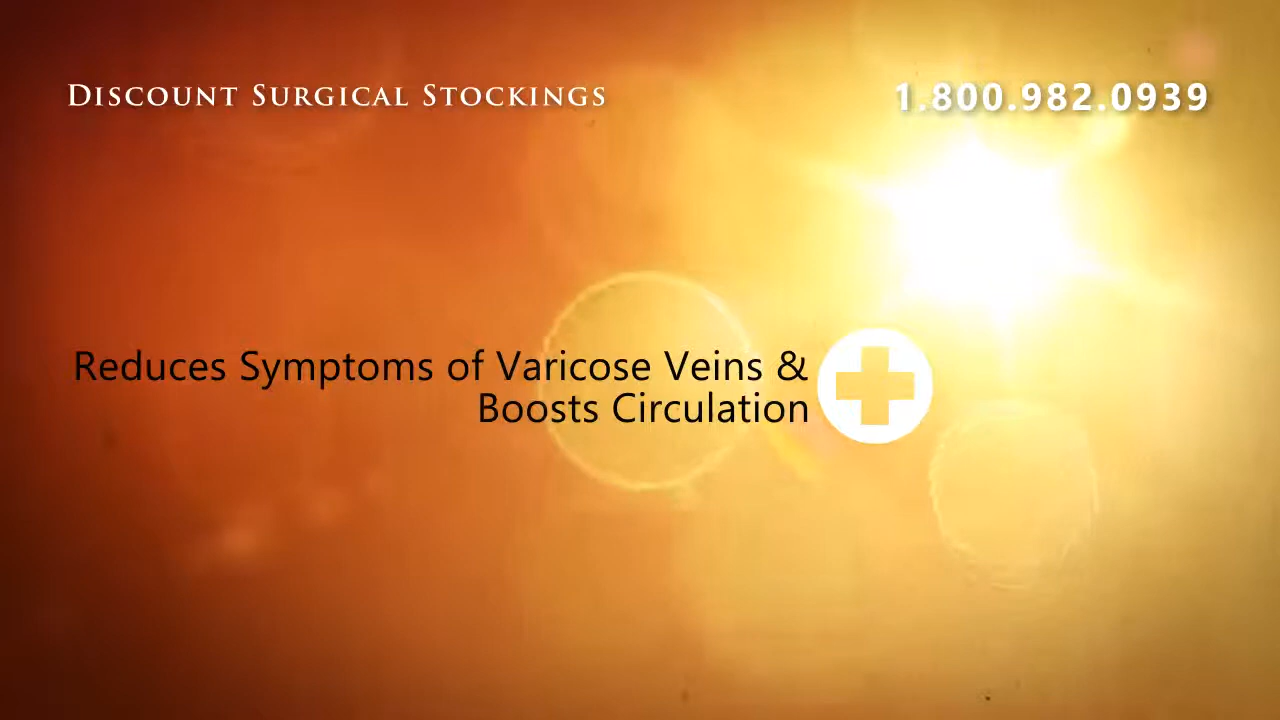 Discount Surgical Stockings
1.800.982.0939
Reduces Symptoms of Varicose Veins &
Boosts Circulation